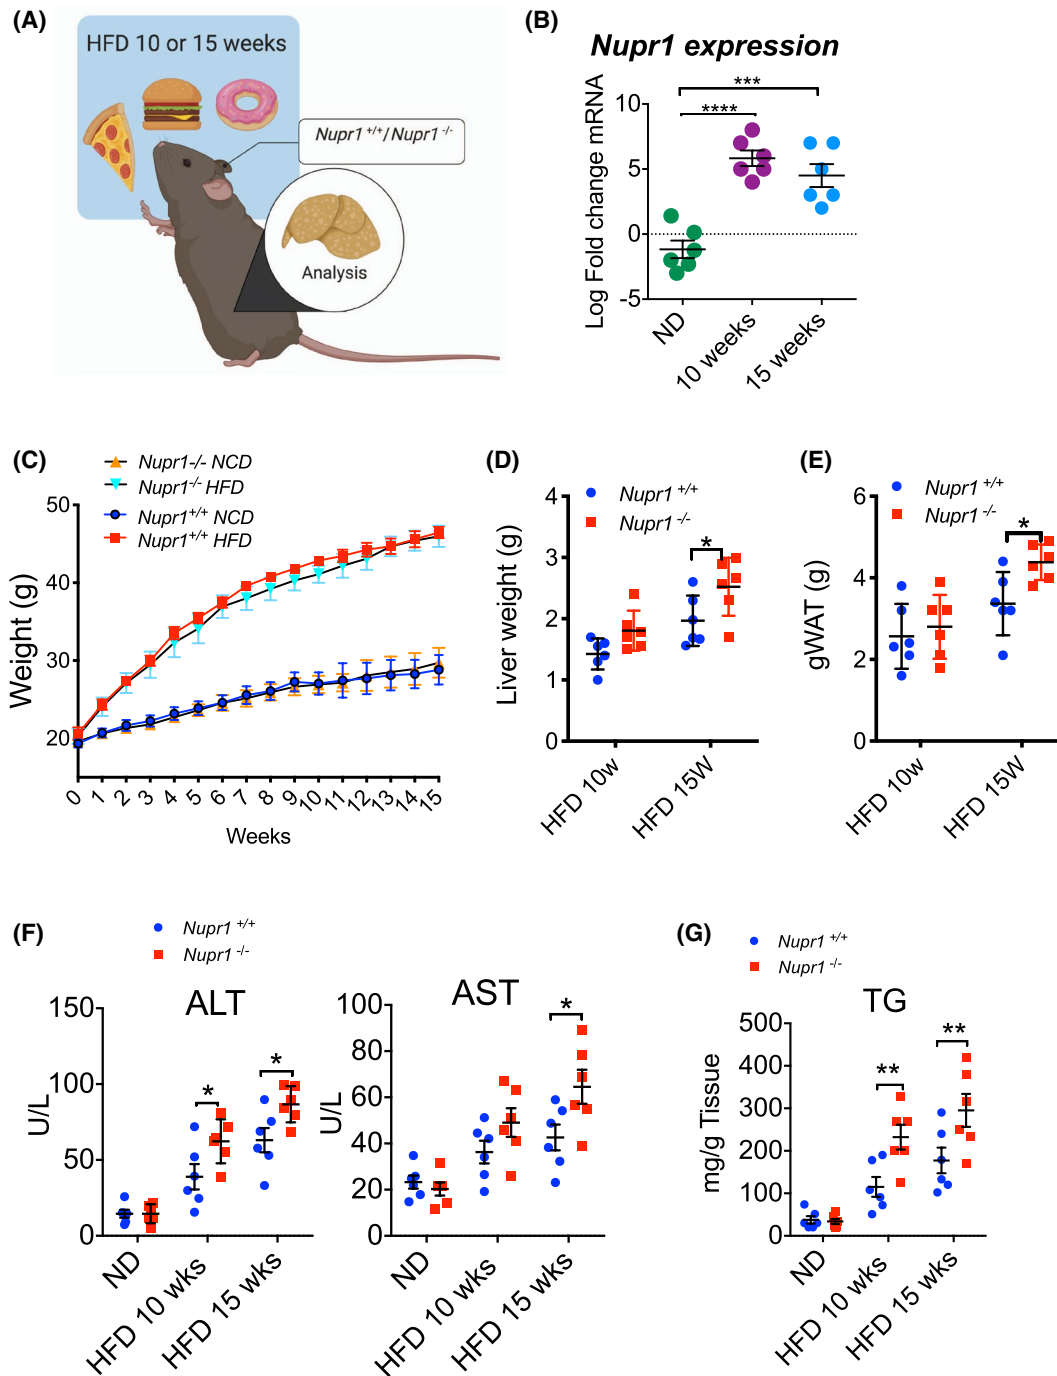 (A)
HFD 10 or 15 weeks
Nupr1 +/+/Nupr1 -/-
Analysis
(B)
Nupr1 expression
Log Fold change mRNA
10
5
0
-5
***
****
ND
10 weeks
15 weeks
(C)
Nupr1-/- NCD
Nupr1-/- HFD
Nupr1+/+ NCD
Nupr1+/+ HFD
Weight (g)
50
40
30
20
0 1 2 3 4 5 6 7 8 9 10 11 12 13 14 15
Weeks
(D)
Nupr1 +/+
Nupr1 -/-
Liver weight (g)
4
3
2
1
0
*
HFD 10w
HFD 15W
(E)
Nupr1 +/+
Nupr1 -/-
gWAT (g)
6
4
2
0
*
HFD 10w
HFD 15W
(F)
Nupr1 +/+
Nupr1 -/-
ALT
U/L
150
100
50
0
*
*
ND
HFD 10 wks
HFD 15 wks
AST
U/L
100
80
60
40
20
0
*
ND
HFD 10 wks
HFD 15 wks
(G)
Nupr1 +/+
Nupr1 -/-
TG
mg/g Tissue
500
400
300
200
100
0
**
**
ND
HFD 10 wks
HFD 15 wks